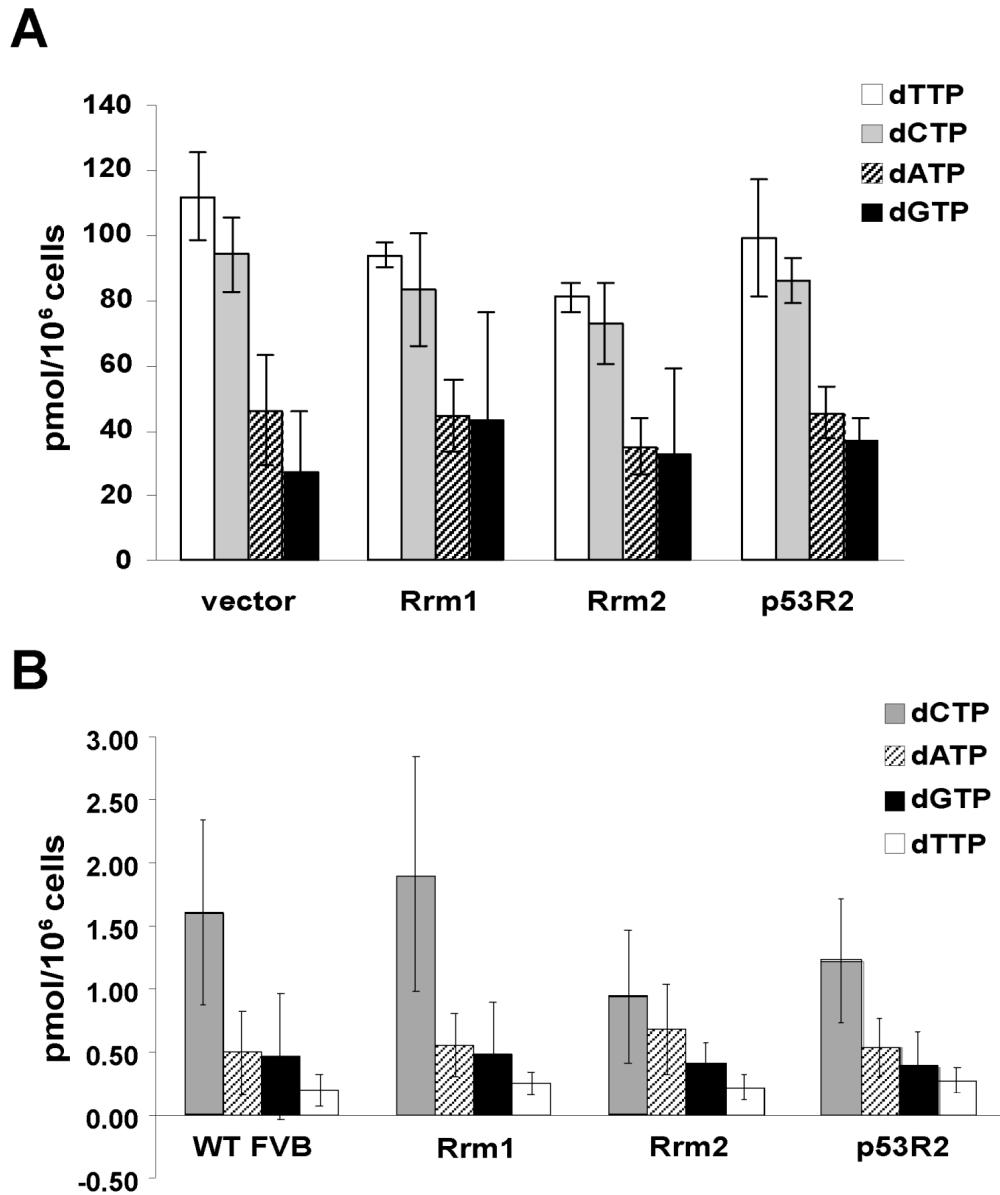 A
pmol/10⁶ cells
140
120
100
80
60
40
20
0
dTTP
dCTP
dATP
dGTP
vector Rrm1 Rrm2 p53R2
B
pmol/10⁶ cells
3.00
2.50
2.00
1.50
1.00
0.50
0.00
-0.50
dCTP
dATP
dGTP
dTTP
WT FVB Rrm1 Rrm2 p53R2